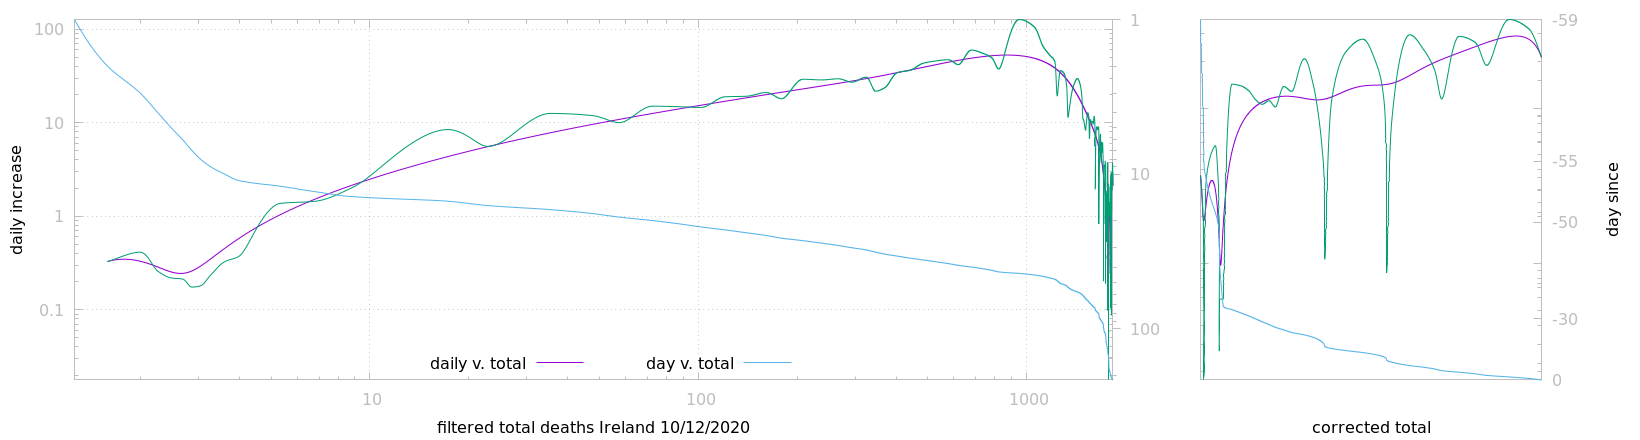 100
10
1
0.1
daily increase
10
100
1000
1
10
100
daily v. total
day v. total
filtered total deaths Ireland 10/12/2020
-59
-55
-50
-30
0
day since
corrected total